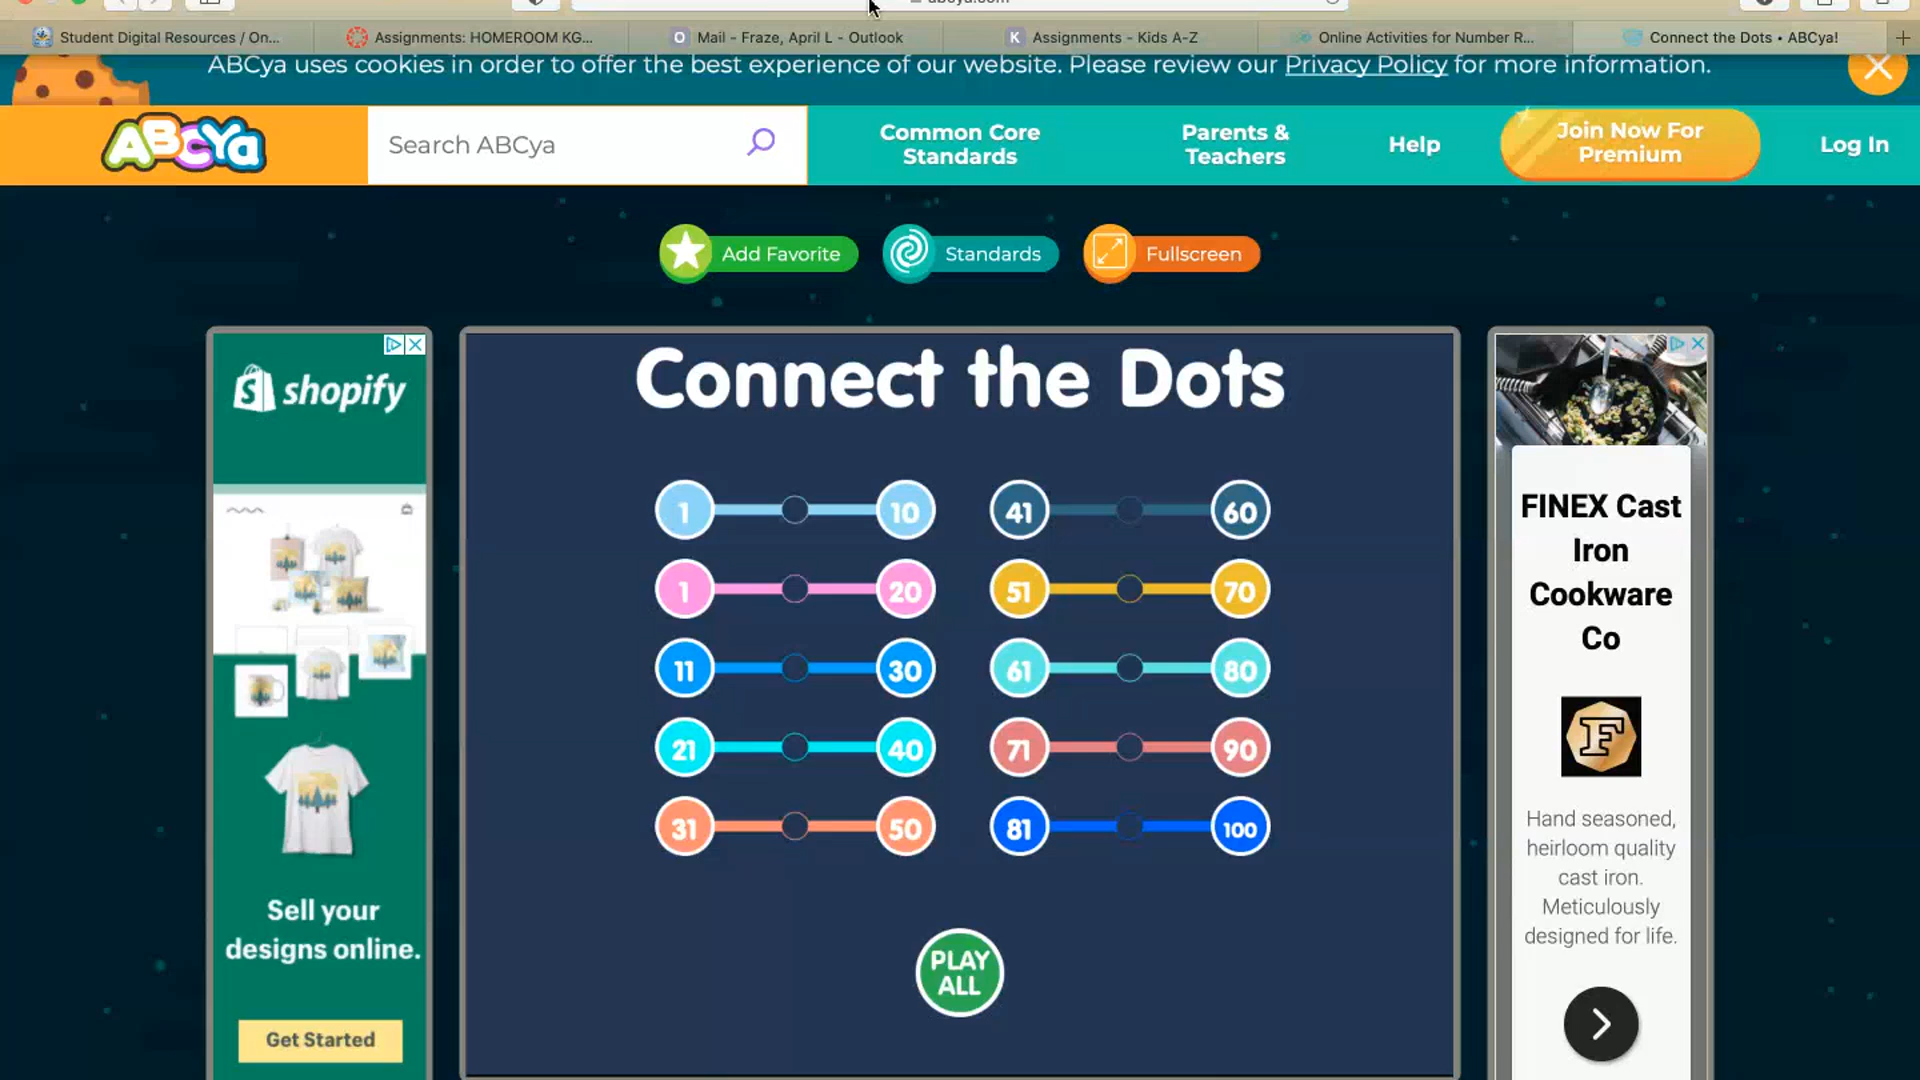 abcya.com
Student Digital Resources / On...
Assignments: HOMEROOM KG...
O Mail - Fraze, April L - Outlook
K Assignments - Kids A-Z
Online Activities for Number R...
Connect the Dots • ABCya!
ABCya uses cookies in order to offer the best experience of our website. Please review our Privacy Policy for more information.
ABCya
Search ABCya
Common Core
Standards
Parents &
Teachers
Help
Join Now For
Premium
Log In
Add Favorite
Standards
Fullscreen
shopify
Sell your
designs online.
Get Started
Connect the Dots
1 10
41 60
1 20
51 70
11 30
61 80
21 40
71 90
31 50
81 100
PLAY
ALL
FINEX Cast
Iron
Cookware
Co
F
Hand seasoned,
heirloom quality
cast iron.
Meticulously
designed for life.